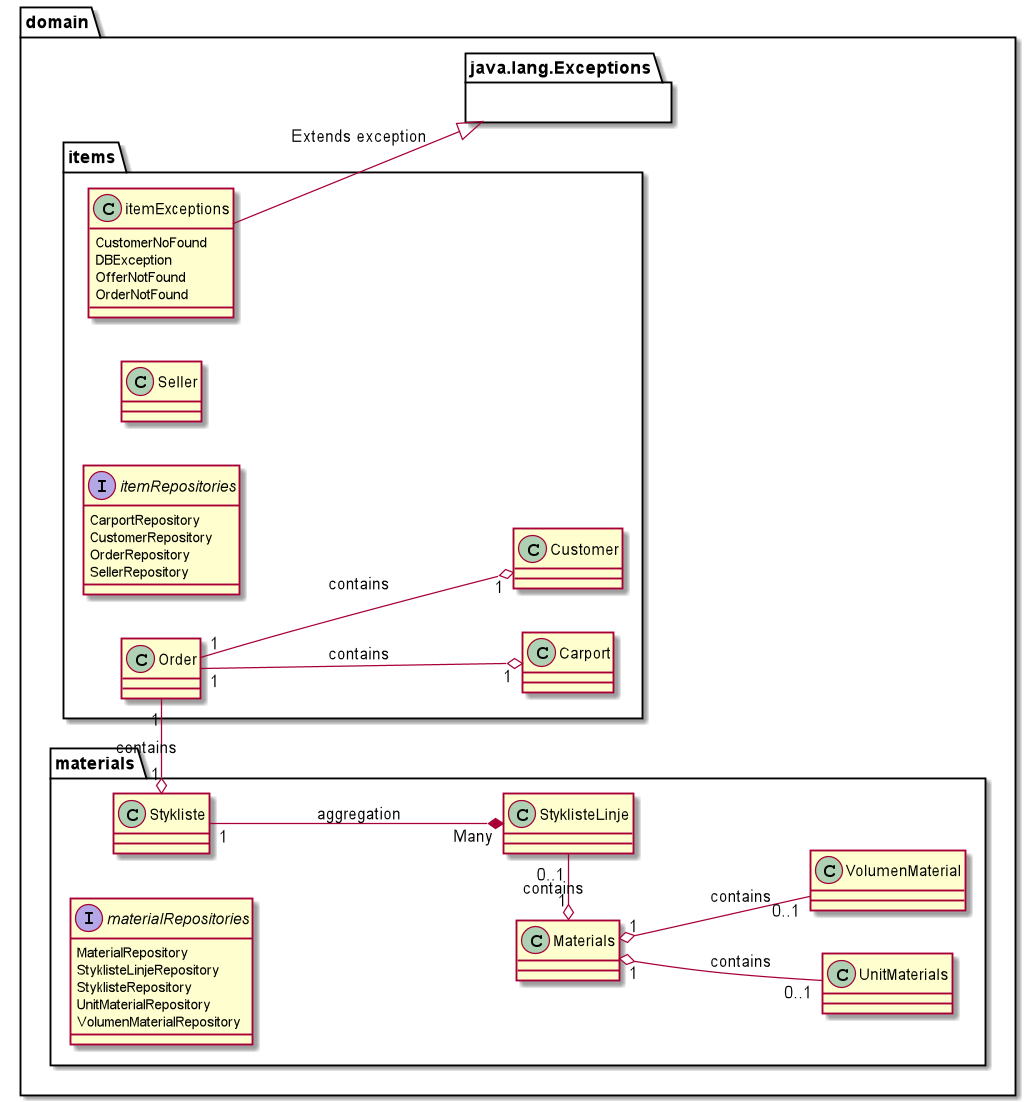 domain
java.lang.Exceptions
Extends exception
items
C itemExceptions
CustomerNoFound
DBException
OfferNotFound
OrderNotFound
C Seller
I itemRepositories
CarportRepository
CustomerRepository
OrderRepository
SellerRepository
C Customer
contains
1
1
C Order
C Carport
contains
1
1
1
contains
1
materials
C Stykliste
aggregation
1
Many
C StyklisteLinje
0..1
contains
1
C VolumenMaterial
contains
0..1
1
C Materials
1
contains
0..1
C UnitMaterials
I materialRepositories
MaterialRepository
StyklisteLinjeRepository
StyklisteRepository
UnitMaterialRepository
VolumenMaterialRepository